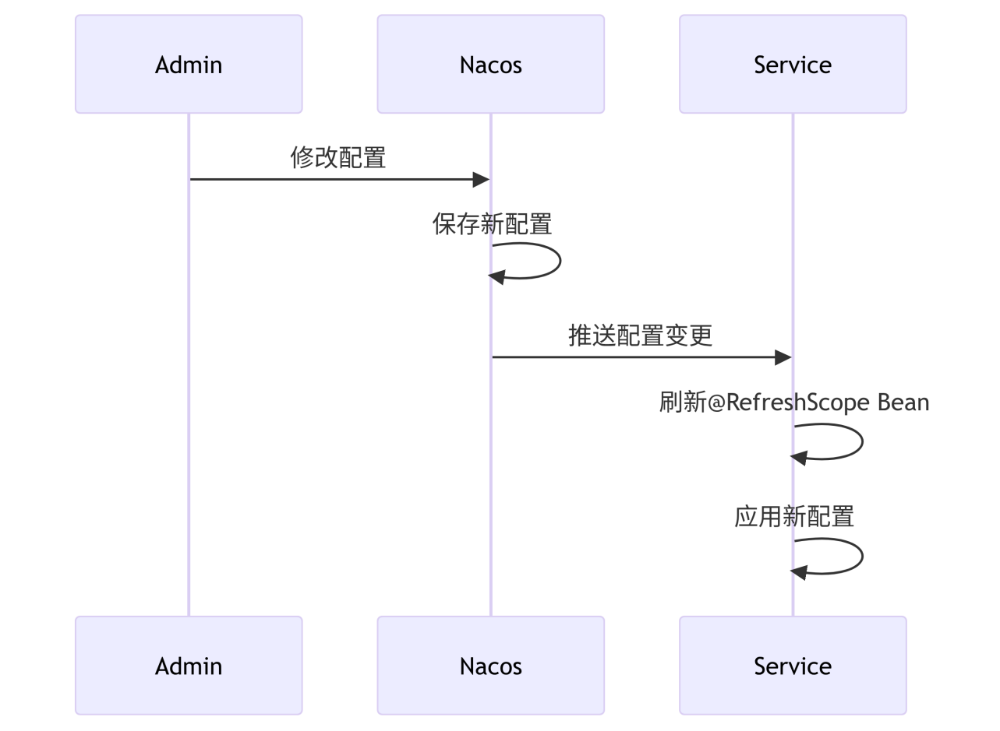 Admin
Nacos
Service
修改配置
保存新配置
推送配置变更
刷新@RefreshScope Bean
应用新配置
Admin
Nacos
Service